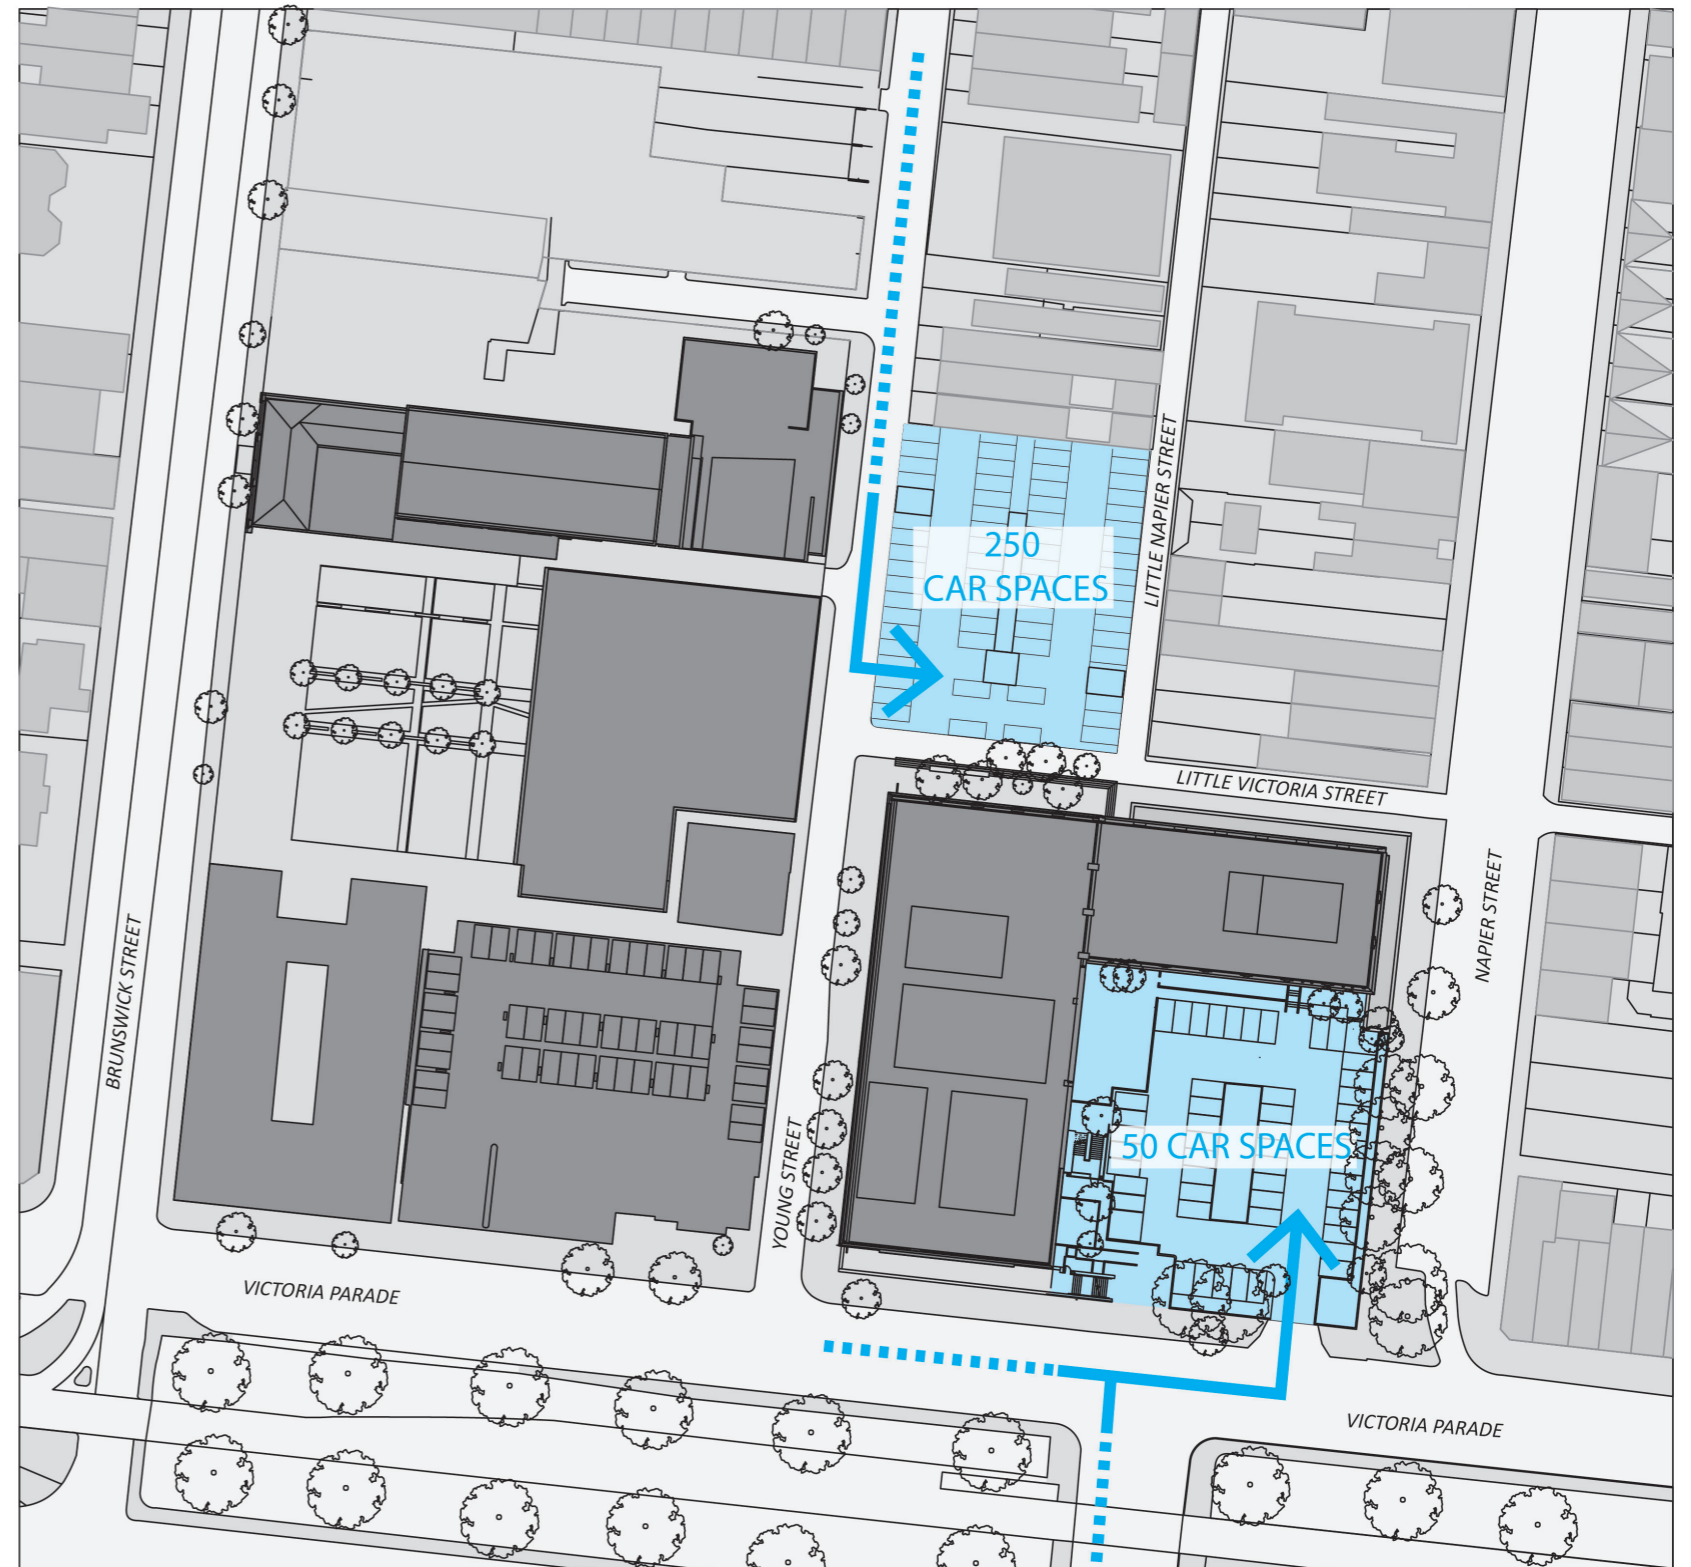 250
CAR SPACES
LITTLE NAPIER STREET
LITTLE VICTORIA STREET
NAPIER STREET
BRUNSWICK STREET
50 CAR SPACES
YOUNG STREET
VICTORIA PARADE
VICTORIA PARADE